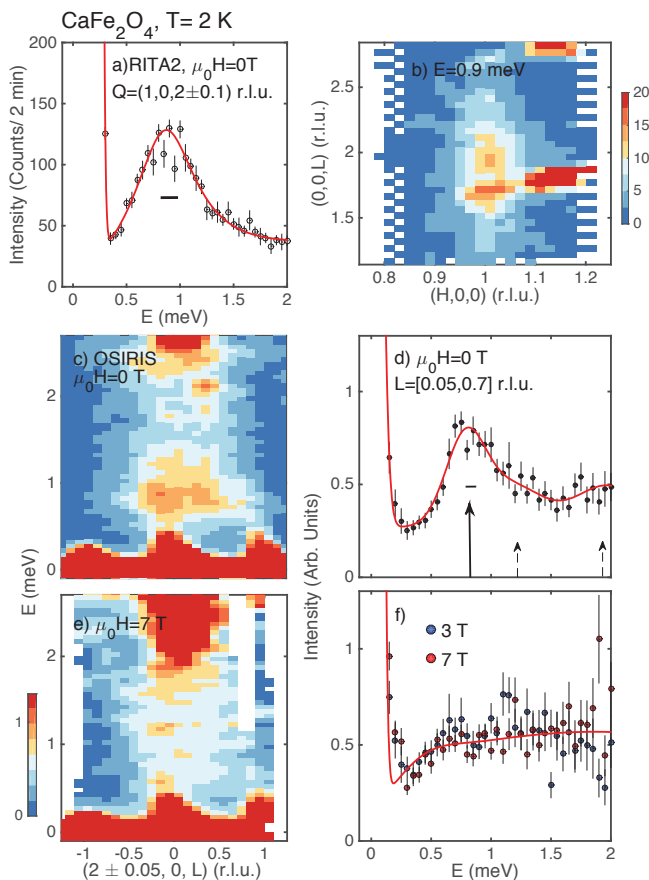 CaFe₂O₄, T= 2 K
a)RITA2, μ₀H=0T
Q=(1,0,2±0.1) r.l.u.
Intensity (Counts/ 2 min)
200
150
100
50
0
0 0.5 1 1.5 2
E (meV)
b) E=0.9 meV
(0,0,L) (r.l.u.)
2.5
2
1.5
0.8 0.9 1 1.1 1.2
(H,0,0) (r.l.u.)
20
15
10
5
0
c) OSIRIS
μ₀H=0 T
2
1
0
E (meV)
d) μ₀H=0 T
L=[0.05,0.7] r.l.u.
1
0.5
0
Intensity (Arb. Units)
e) μ₀H=7 T
2
1
0
1
0
-1 -0.5 0 0.5 1
(2 ± 0.05, 0, L) (r.l.u.)
f)
3 T
7 T
1
0.5
0
0 0.5 1 1.5 2
E (meV)